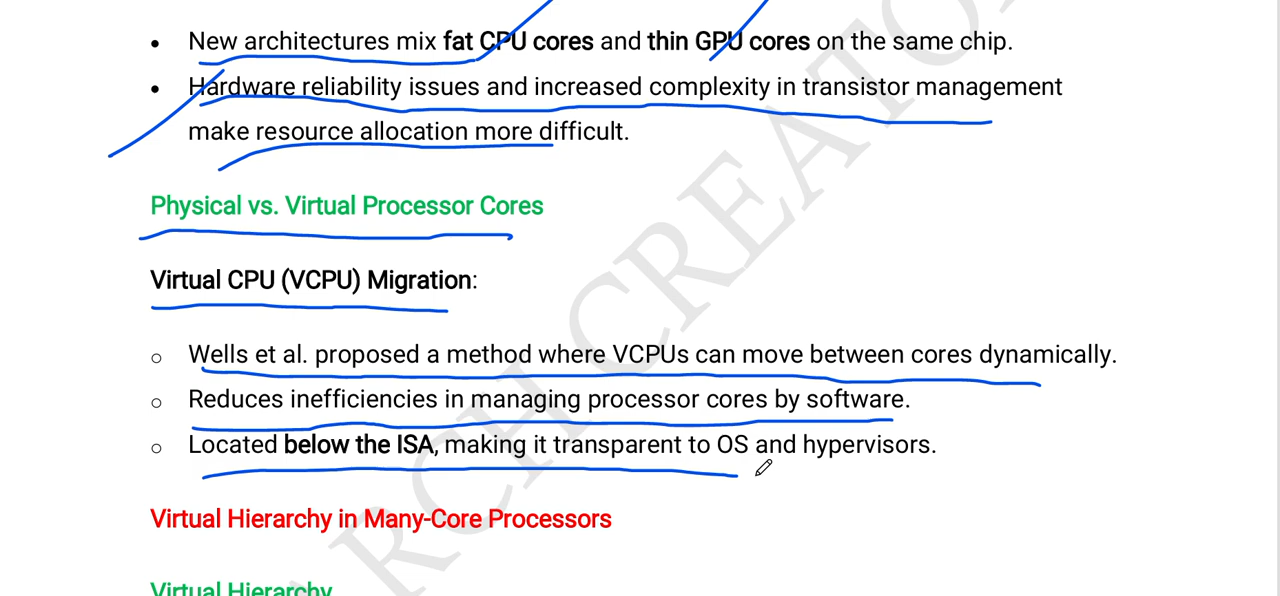 • New architectures mix fat CPU cores and thin GPU cores on the same chip.
• Hardware reliability issues and increased complexity in transistor management
make resource allocation more difficult.
Physical vs. Virtual Processor Cores
Virtual CPU (VCPU) Migration:
○ Wells et al. proposed a method where VCPUs can move between cores dynamically.
○ Reduces inefficiencies in managing processor cores by software.
○ Located below the ISA, making it transparent to OS and hypervisors.
Virtual Hierarchy in Many-Core Processors
Virtual Hierarchy
RCH CREATO